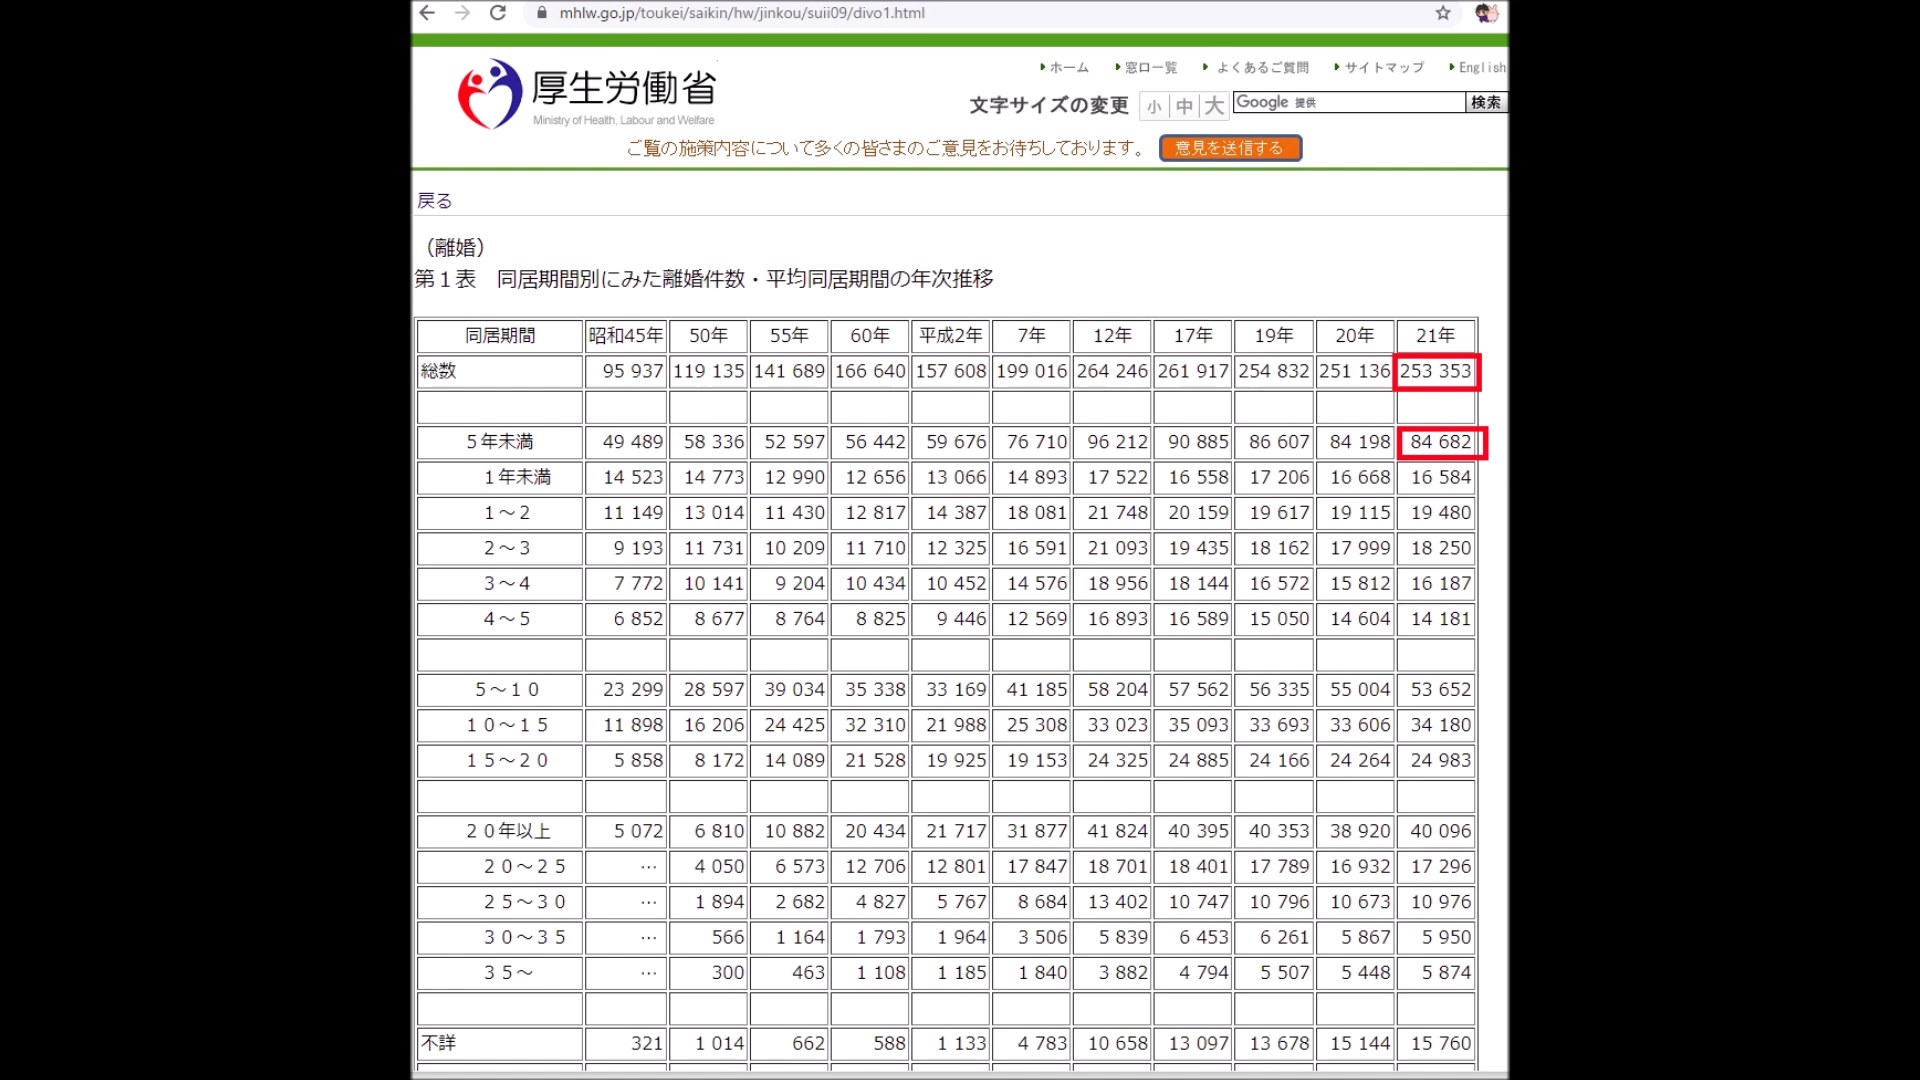 mhlw.go.jp/toukei/saikin/hw/jinkou/suii09/divo1.html
ホーム 窓口一覧 よくあるご質問 サイトマップ English
厚生労働省
Ministry of Health, Labour and Welfare
文字サイズの変更 小 中 大 Google 提供 検索
ご覧の施策内容について多くの皆さまのご意見をお待ちしております。 意見を送信する
戻る
（離婚）
第１表　同居期間別にみた離婚件数・平均同居期間の年次推移
同居期間 昭和45年 50年 55年 60年 平成2年 7年 12年 17年 19年 20年 21年
総数 95 937 119 135 141 689 166 640 157 608 199 016 264 246 261 917 254 832 251 136 253 353
５年未満 49 489 58 336 52 597 56 442 59 676 76 710 96 212 90 885 86 607 84 198 84 682
１年未満 14 523 14 773 12 990 12 656 13 066 14 893 17 522 16 558 17 206 16 668 16 584
１～２ 11 149 13 014 11 430 12 817 14 387 18 081 21 748 20 159 19 617 19 115 19 480
２～３ 9 193 11 731 10 209 11 710 12 325 16 591 21 093 19 435 18 162 17 999 18 250
３～４ 7 772 10 141 9 204 10 434 10 452 14 576 18 956 18 144 16 572 15 812 16 187
４～５ 6 852 8 677 8 764 8 825 9 446 12 569 16 893 16 589 15 050 14 604 14 181
５～１０ 23 299 28 597 39 034 35 338 33 169 41 185 58 204 57 562 56 335 55 004 53 652
１０～１５ 11 898 16 206 24 425 32 310 21 988 25 308 33 023 35 093 33 693 33 606 34 180
１５～２０ 5 858 8 172 14 089 21 528 19 925 19 153 24 325 24 885 24 166 24 264 24 983
２０年以上 5 072 6 810 10 882 20 434 21 717 31 877 41 824 40 395 40 353 38 920 40 096
２０～２５ … 4 050 6 573 12 706 12 801 17 847 18 701 18 401 17 789 16 932 17 296
２５～３０ … 1 894 2 682 4 827 5 767 8 684 13 402 10 747 10 796 10 673 10 976
３０～３５ … 566 1 164 1 793 1 964 3 506 5 839 6 453 6 261 5 867 5 950
３５～ … 300 463 1 108 1 185 1 840 3 882 4 794 5 507 5 448 5 874
不詳 321 1 014 662 588 1 133 4 783 10 658 13 097 13 678 15 144 15 760